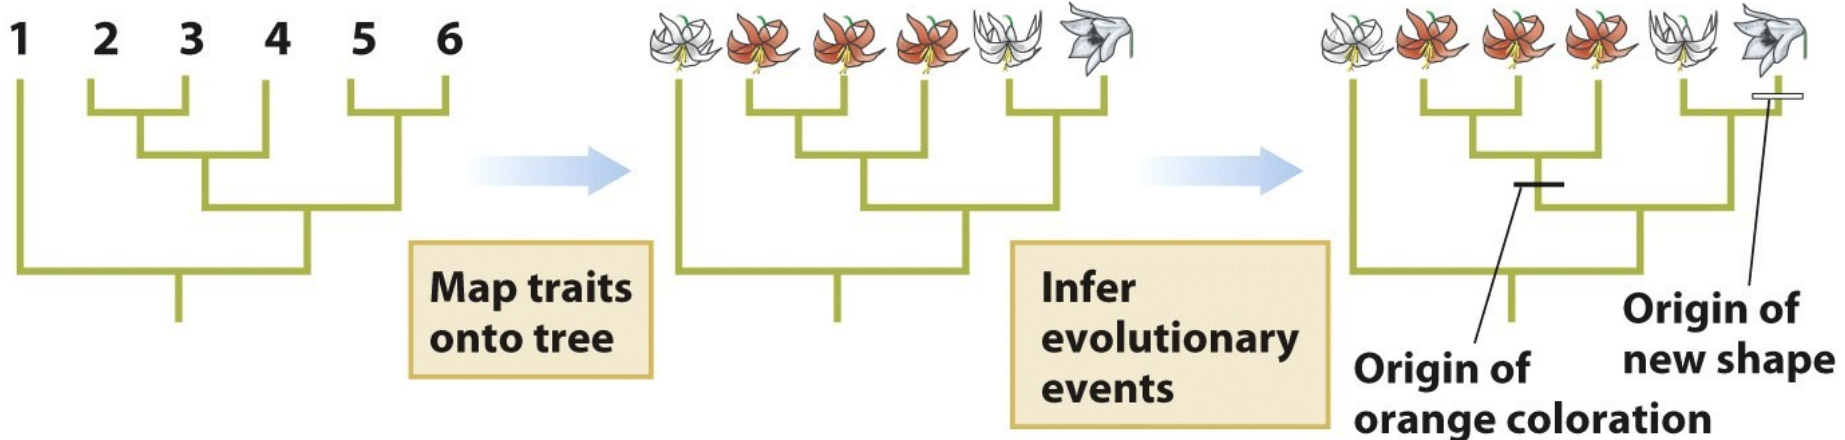 1 2 3 4 5 6
Map traits
onto tree
Infer
evolutionary
events
Origin of
orange coloration
Origin of
new shape